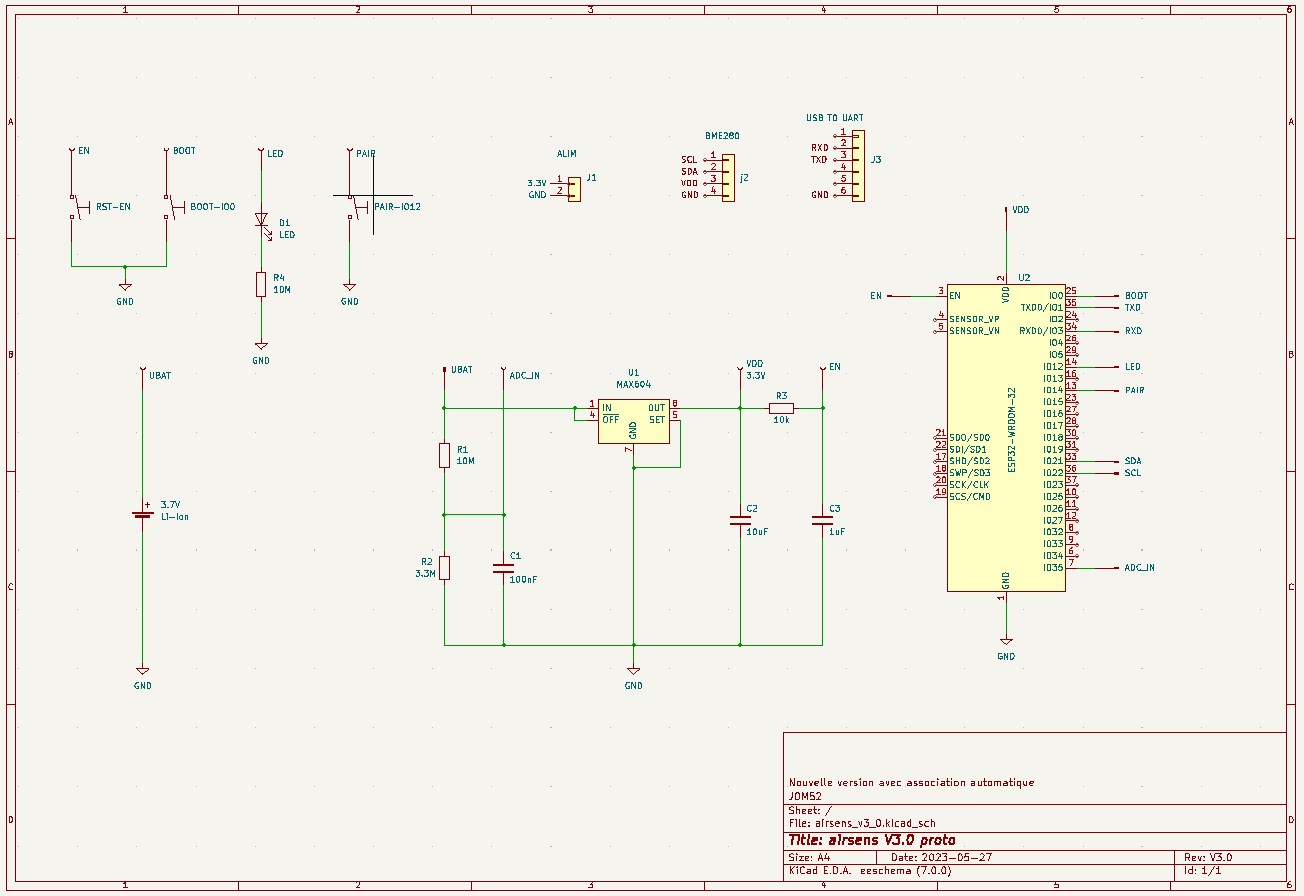 1 2 3 4 5 6
A
B
C
D
EN
BOOT
LED
PAIR
RST-EN
BOOT-IO0
D1
LED
PAIR-IO12
R4
10M
GND
GND
GND
ALIM
3.3V 1 J1
GND 2
BME280
SCL 1
SDA 2 j2
VDD 3
GND 4
USB TO UART
1
RXD 2
TXD 3 J3
4
5
GND 6
UBAT
+
3.7V
Li-Ion
GND
UBAT
ADC_IN
R1
10M
R2
3.3M
C1
100nF
U1
MAX604
1 IN OUT 8
4 OFF SET 5
GND
7
GND
VDD
3.3V
EN
R3
10k
C2
10uF
C3
1uF
VDD
2 U2
VDD
EN 3 EN
4 SENSOR_VP
5 SENSOR_VN
21 SDO/SD0
22 SDI/SD1
17 SHD/SD2
18 SWP/SD3
20 SCK/CLK
19 SCS/CMD
ESP32-WROOM-32
IO0 25 BOOT
TXD0/IO1 35 TXD
IO2 24
RXD0/IO3 34 RXD
IO4 26
IO5 29
IO12 14 LED
IO13 16
IO14 13 PAIR
IO15 23
IO16 27
IO17 28
IO18 30
IO19 31
IO21 33 SDA
IO22 36 SCL
IO23 37
IO25 10
IO26 11
IO27 12
IO32 8
IO33 9
IO34 6
IO35 7 ADC_IN
GND
1
GND
Nouvelle version avec association automatique
JOM52
Sheet: /
File: airsens_v3_0.kicad_sch
Title: airsens V3.0 proto
Size: A4 Date: 2023-05-27 Rev: V3.0
KiCad E.D.A. eeschema (7.0.0) Id: 1/1
A
B
C
D
1 2 3 4 5 6